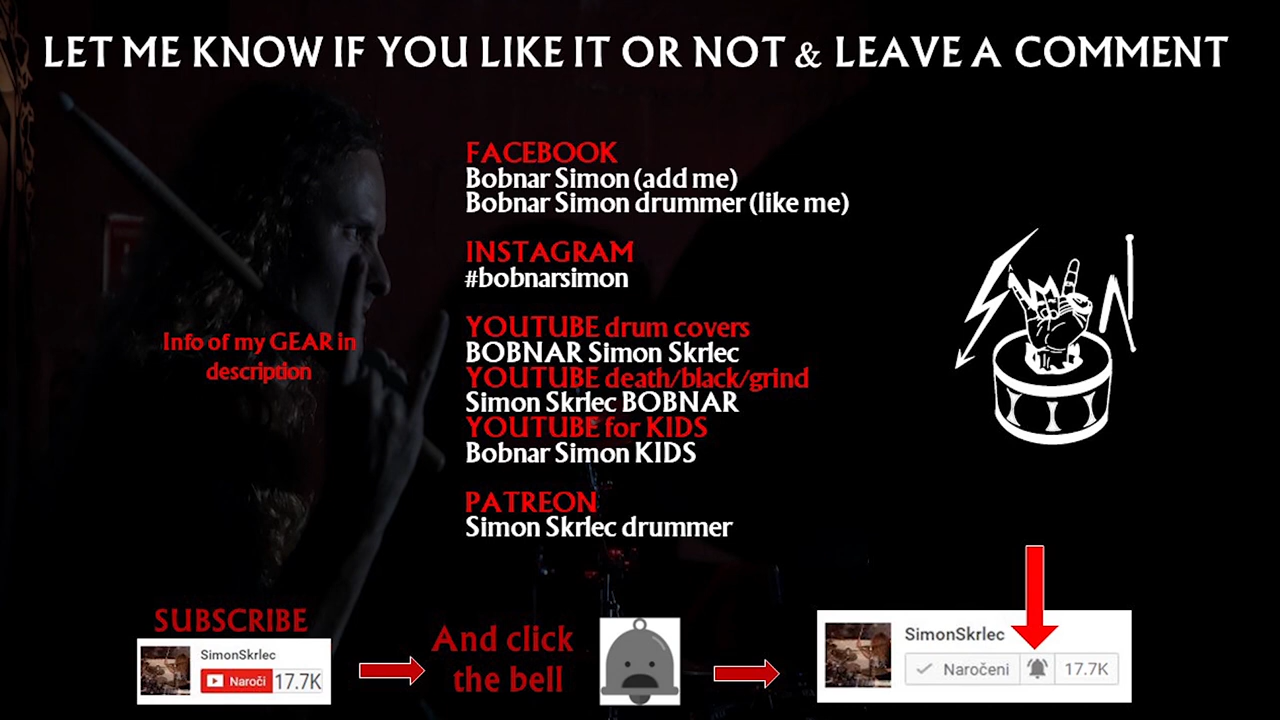 LET ME KNOW IF YOU LIKE IT OR NOT & LEAVE A COMMENT
FACEBOOK
Bobnar Simon (add me)
Bobnar Simon drummer (like me)
INSTAGRAM
#bobnarsimon
YOUTUBE drum covers
BOBNAR Simon Skrlec
YOUTUBE death/black/grind
Simon Skrlec BOBNAR
YOUTUBE for KIDS
Bobnar Simon KIDS
PATREON
Simon Skrlec drummer
Info of my GEAR in
description
SIMON
SUBSCRIBE
SimonSkrlec
Naroči 17.7K
And click
the bell
SimonSkrlec
Naročeni 17.7K